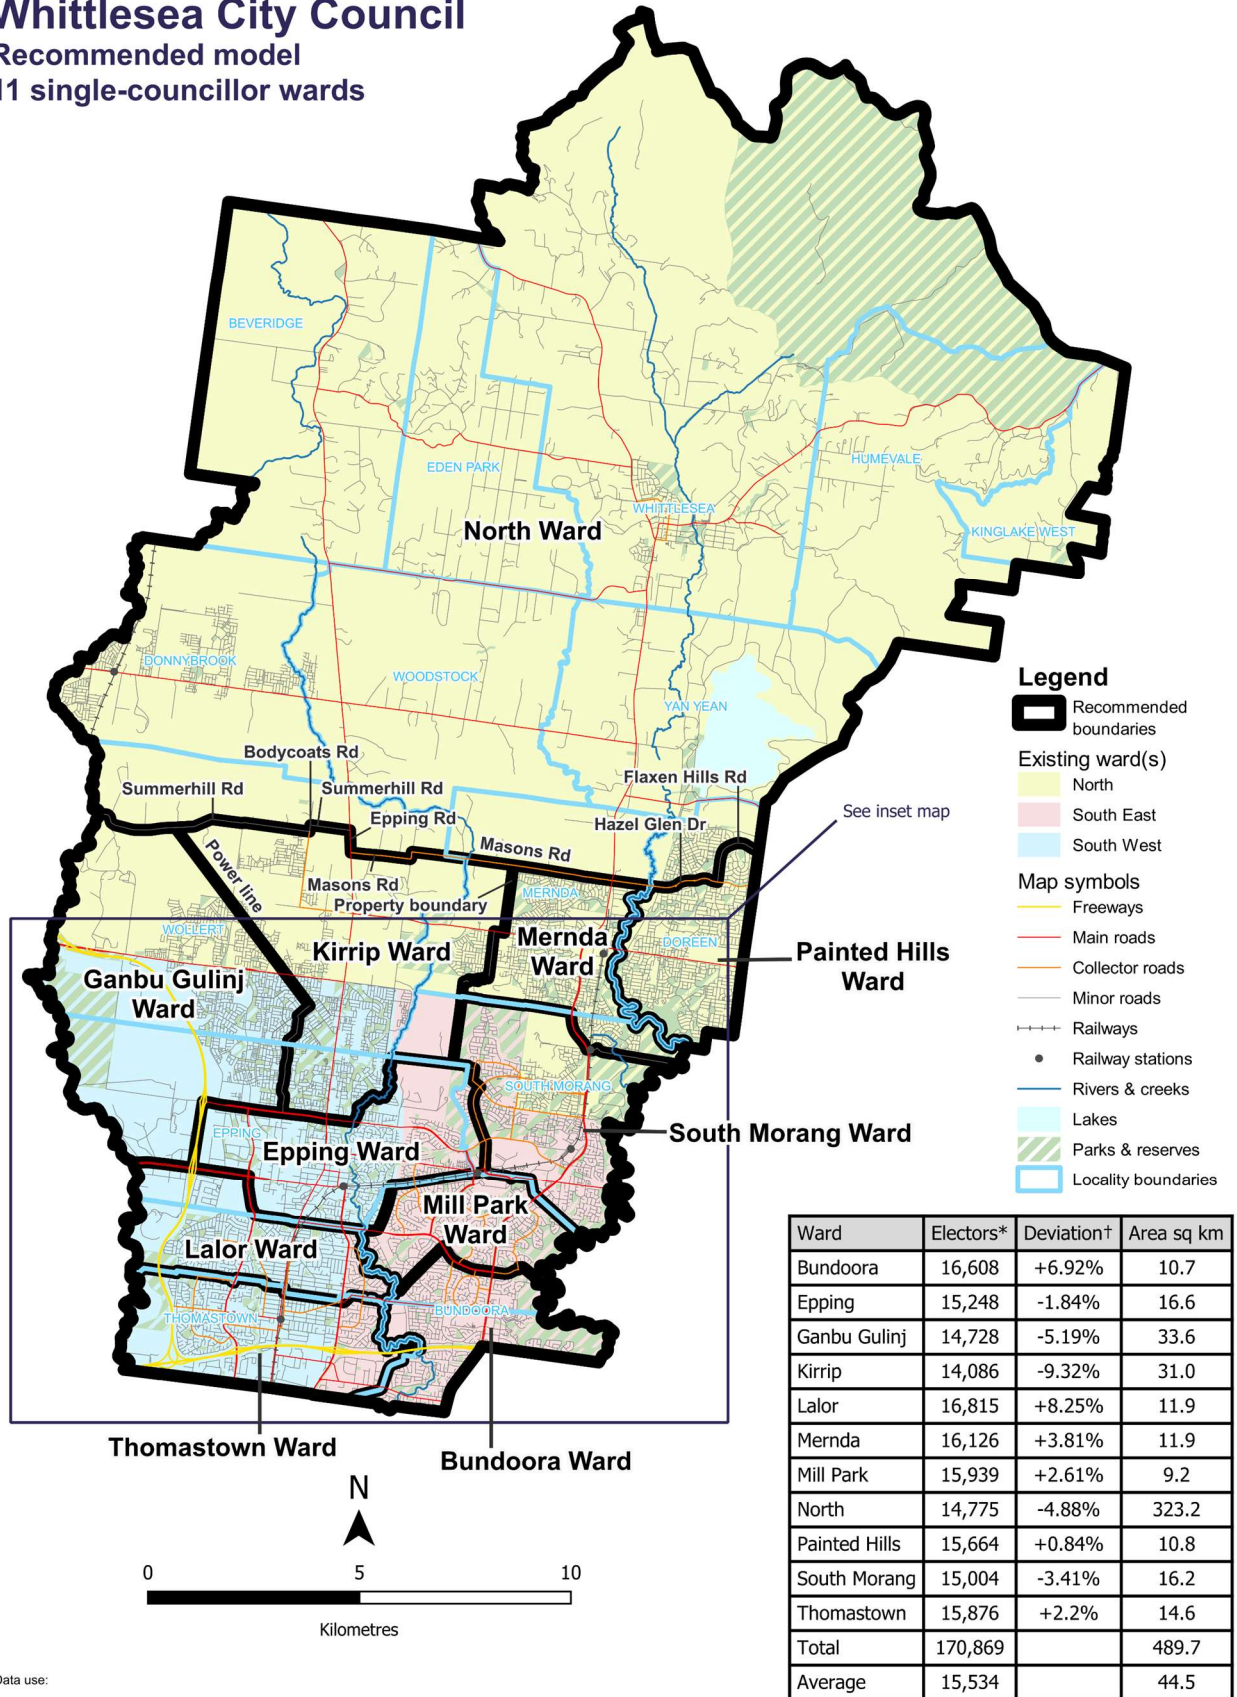 Whittlesea City Council
Recommended model
11 single-councillor wards
BEVERIDGE
EDEN PARK
HUMEVALE
WHITTLESEA
North Ward
KINGLAKE WEST
DONNYBROOK
WOODSTOCK
YAN YEAN
Legend
Recommended
boundaries
Existing ward(s)
North
South East
South West
Map symbols
Freeways
Main roads
Collector roads
Minor roads
Railways
Railway stations
Rivers & creeks
Lakes
Parks & reserves
Locality boundaries
Bodycoats Rd
Flaxen Hills Rd
Summerhill Rd
Summerhill Rd
See inset map
Epping Rd
Hazel Glen Dr
Power line
Masons Rd
Masons Rd
Property boundary
MERNDA
WOLLERT
Kirrip Ward
Mernda
Ward
DOREEN
Painted Hills
Ward
Ganbu Gulinj
Ward
SOUTH MORANG
South Morang Ward
EPPING
Epping Ward
Mill Park
Ward
Lalor Ward
THOMASTOWN
BUNDOORA
Thomastown Ward
Bundoora Ward
N
0 5 10
Kilometres
Data use:
Ward Electors* Deviation† Area sq km
Bundoora 16,608 +6.92% 10.7
Epping 15,248 -1.84% 16.6
Ganbu Gulinj 14,728 -5.19% 33.6
Kirrip 14,086 -9.32% 31.0
Lalor 16,815 +8.25% 11.9
Mernda 16,126 +3.81% 11.9
Mill Park 15,939 +2.61% 9.2
North 14,775 -4.88% 323.2
Painted Hills 15,664 +0.84% 10.8
South Morang 15,004 -3.41% 16.2
Thomastown 15,876 +2.2% 14.6
Total 170,869 489.7
Average 15,534 44.5